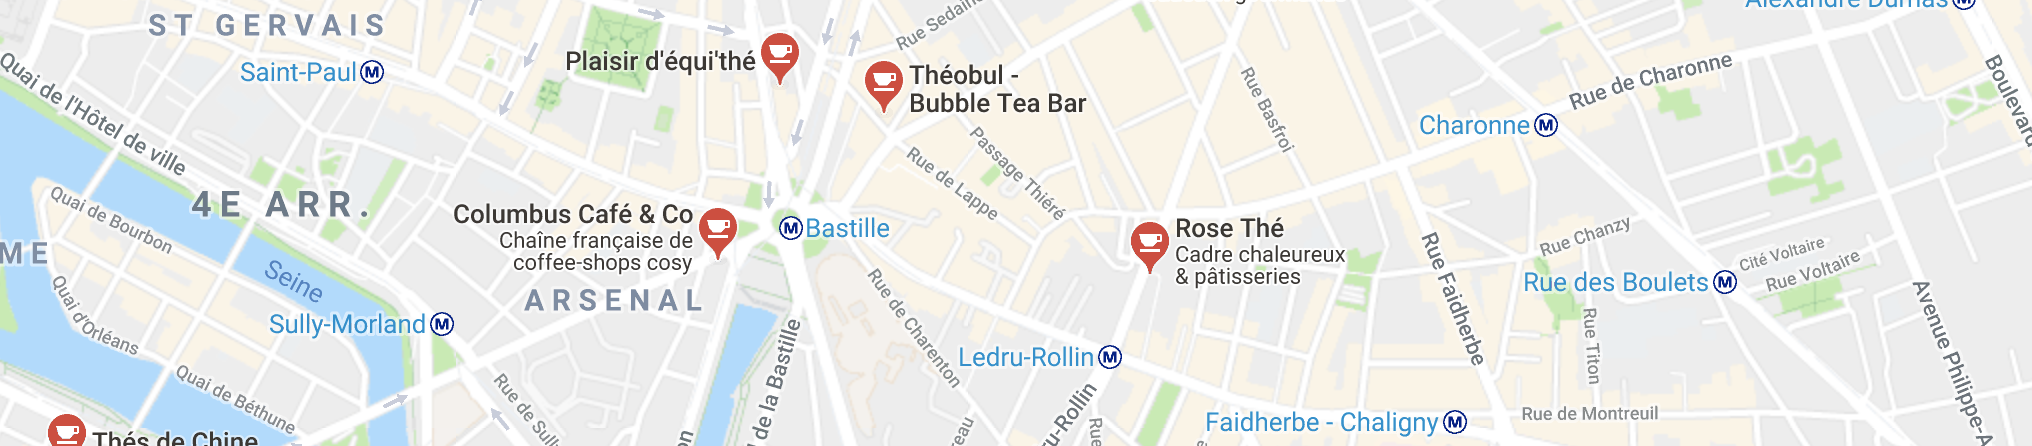 ST GERVAIS
Saint-Paul
M
Quai de l'Hôtel de ville
Plaisir d'équi'thé
Théobul -
Bubble Tea Bar
Rue Sedaine
Rue Basfroi
Rue de Charonne
Alexandre Dumas
M
Boulevard
Charonne
M
Passage Thiéré
Rue de Lappe
4E ARR.
Quai de Bourbon
ME
Seine
Quai d'Orléans
Columbus Café & Co
Chaîne française de
coffee-shops cosy
M
Bastille
ARSENAL
Rose Thé
Cadre chaleureux
& pâtisseries
Rue Chanzy
Cité Voltaire
Rue Voltaire
Rue des Boulets
M
Rue Faidherbe
Rue Titon
Avenue Philippe-A
Sully-Morland
M
Rue de Charenton
de la Bastille
Ledru-Rollin
M
Quai de Béthune
Rue de Sully
Thés de Chine
on
reau
ru-Rollin
Rue
Faidherbe - Chaligny
M
Rue de Montreuil